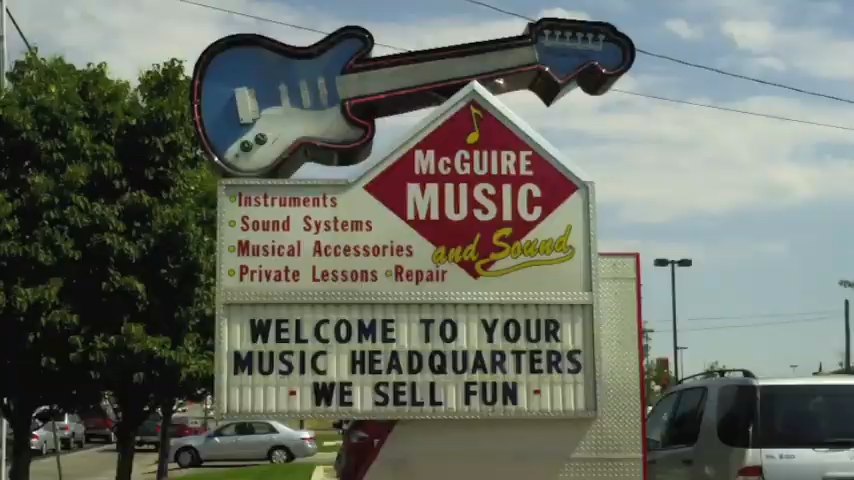 McGUIRE
MUSIC
and Sound
•Instruments
•Sound Systems
•Musical Accessories
•Private Lessons •Repair
WELCOME TO YOUR
MUSIC HEADQUARTERS
▪ WE SELL FUN ▪